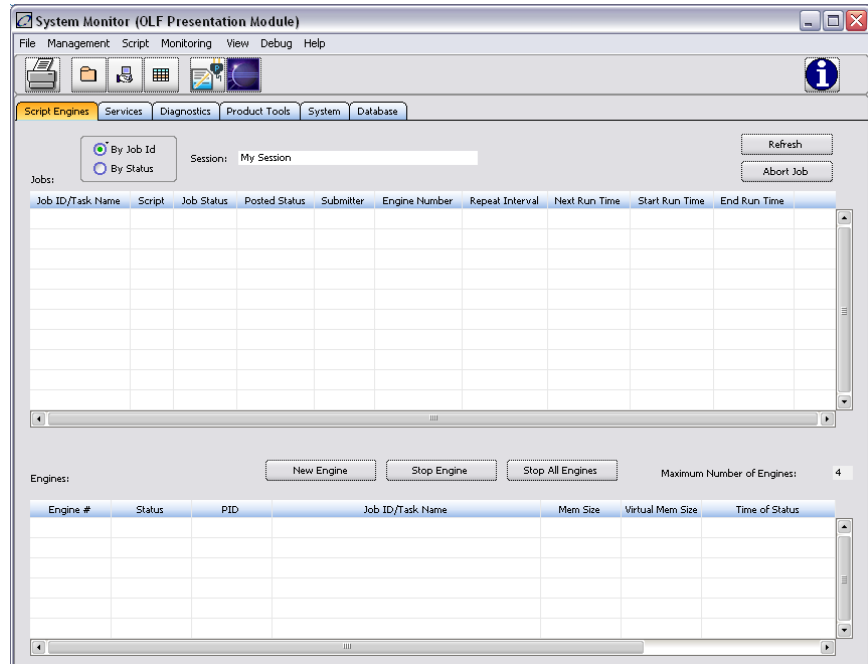 System Monitor (OLF Presentation Module)
File Management Script Monitoring View Debug Help
Script Engines Services Diagnostics Product Tools System Database
By Job Id
By Status
Session: My Session
Refresh
Abort Job
Jobs:
Job ID/Task Name Script Job Status Posted Status Submitter Engine Number Repeat Interval Next Run Time Start Run Time End Run Time
Engines:
New Engine Stop Engine Stop All Engines Maximum Number of Engines: 4
Engine # Status PID Job ID/Task Name Mem Size Virtual Mem Size Time of Status